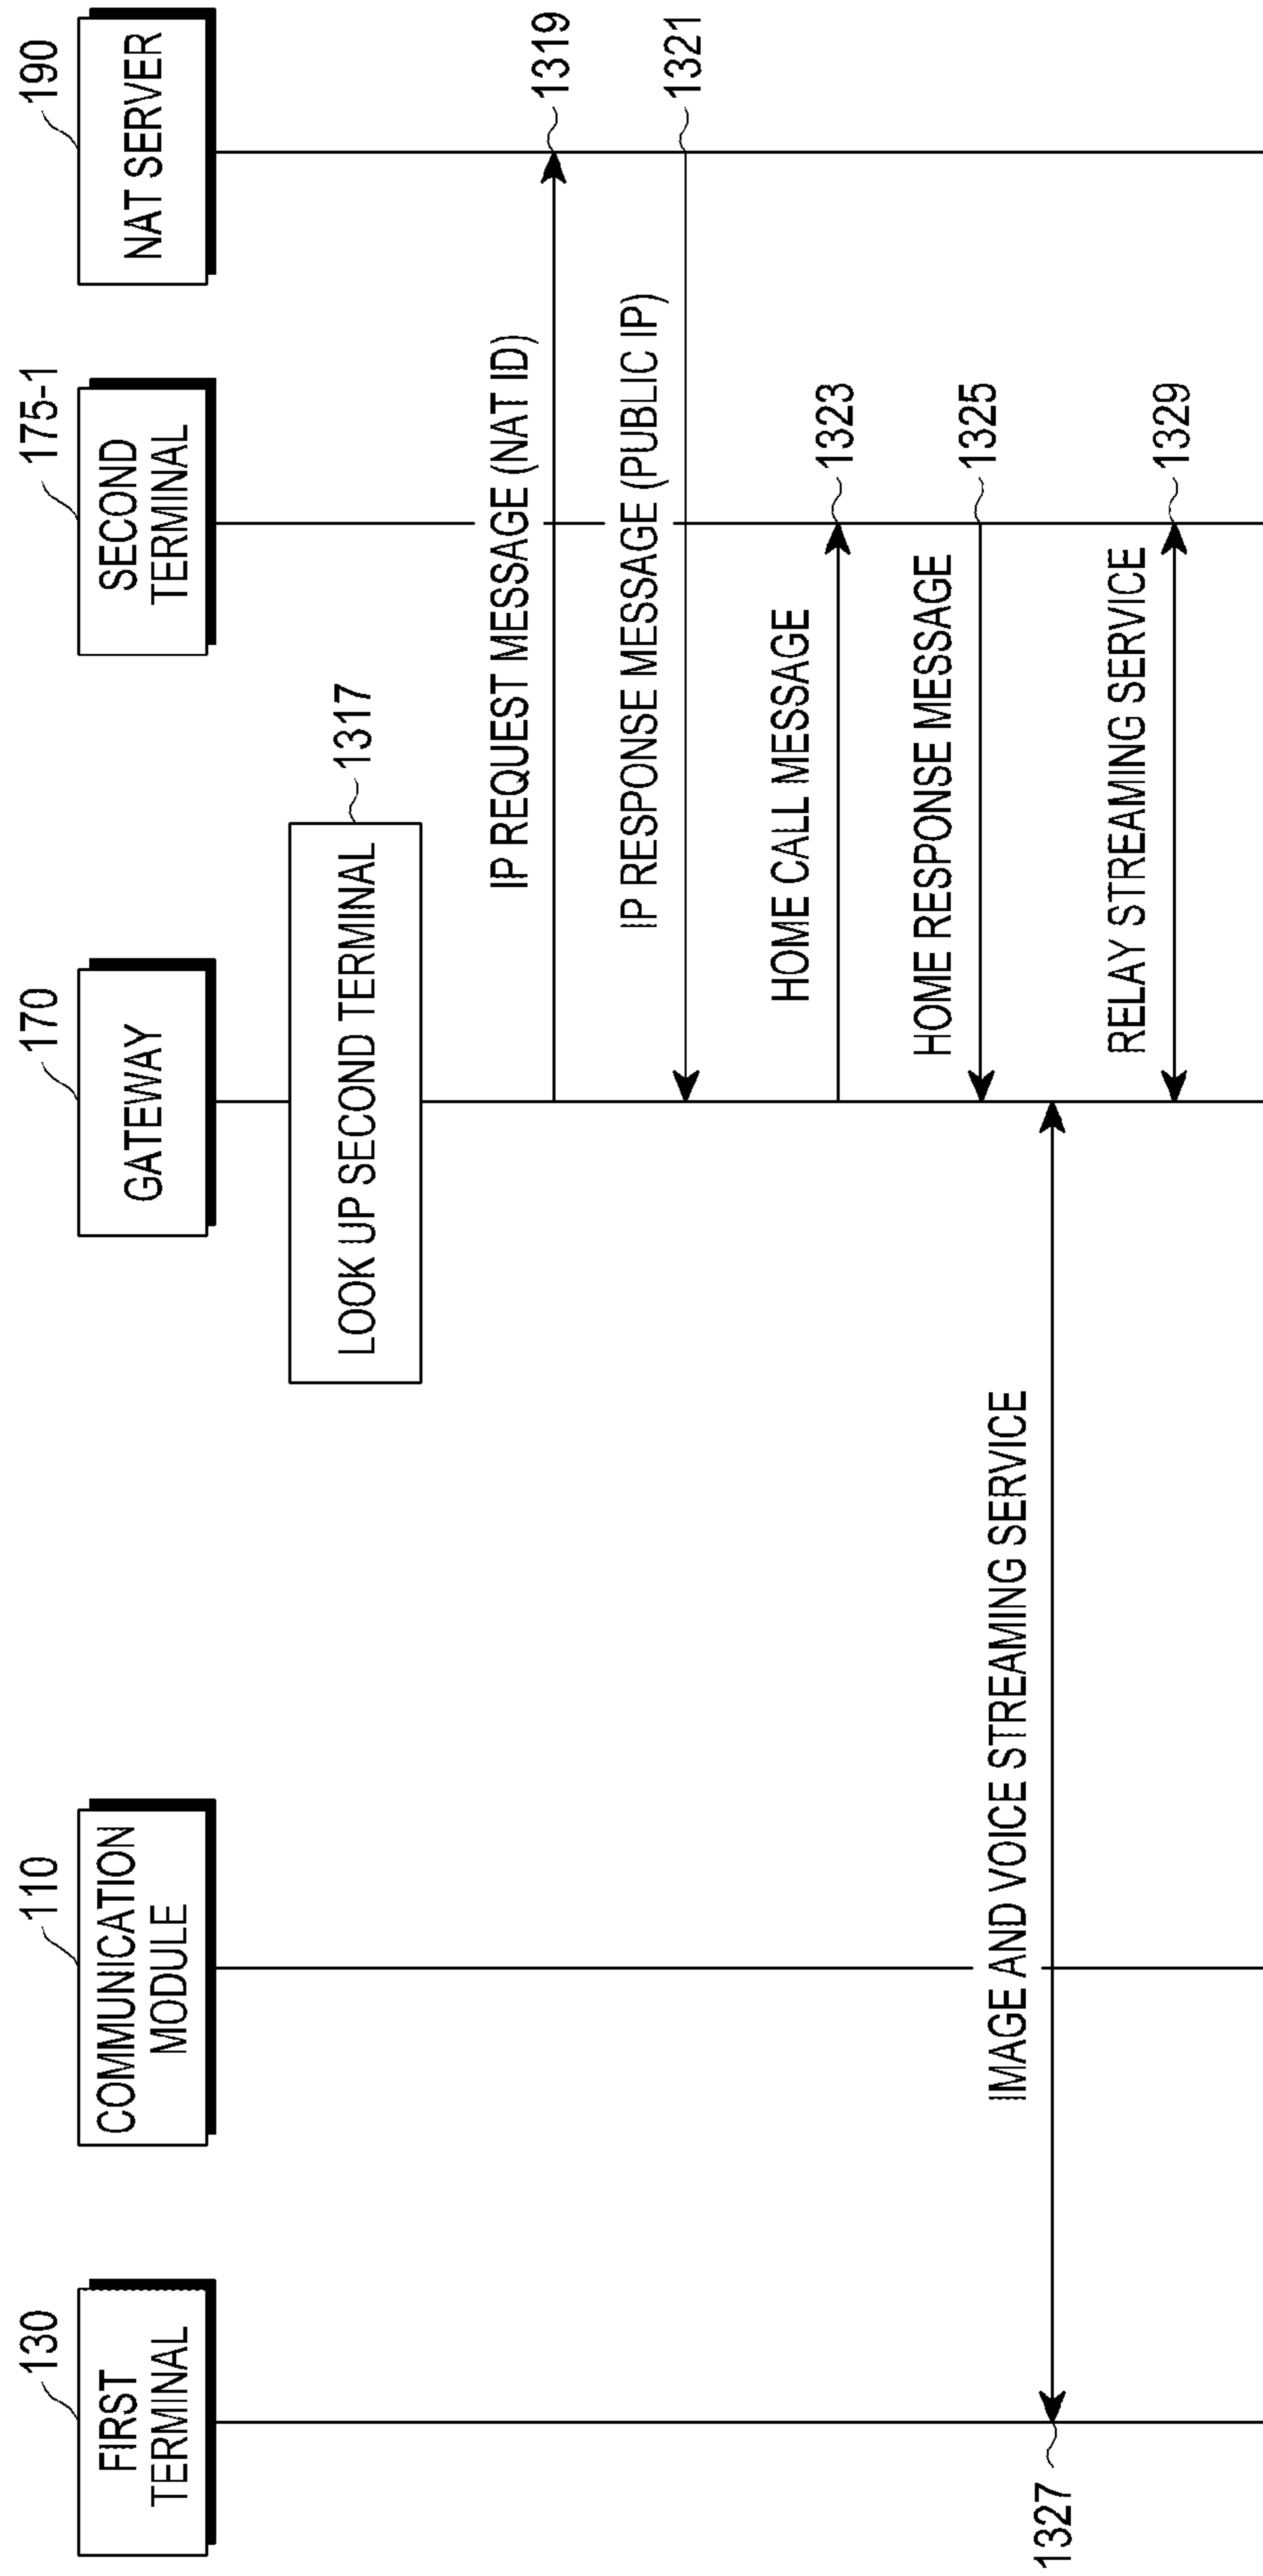 130
FIRST
TERMINAL
110
COMMUNICATION
MODULE
170
GATEWAY
175-1
SECOND
TERMINAL
190
NAT SERVER
LOOK UP SECOND TERMINAL
1317
IP REQUEST MESSAGE (NAT ID)
1319
IP RESPONSE MESSAGE (PUBLIC IP)
1321
HOME CALL MESSAGE
1323
HOME RESPONSE MESSAGE
1325
IMAGE AND VOICE STREAMING SERVICE
1327
RELAY STREAMING SERVICE
1329